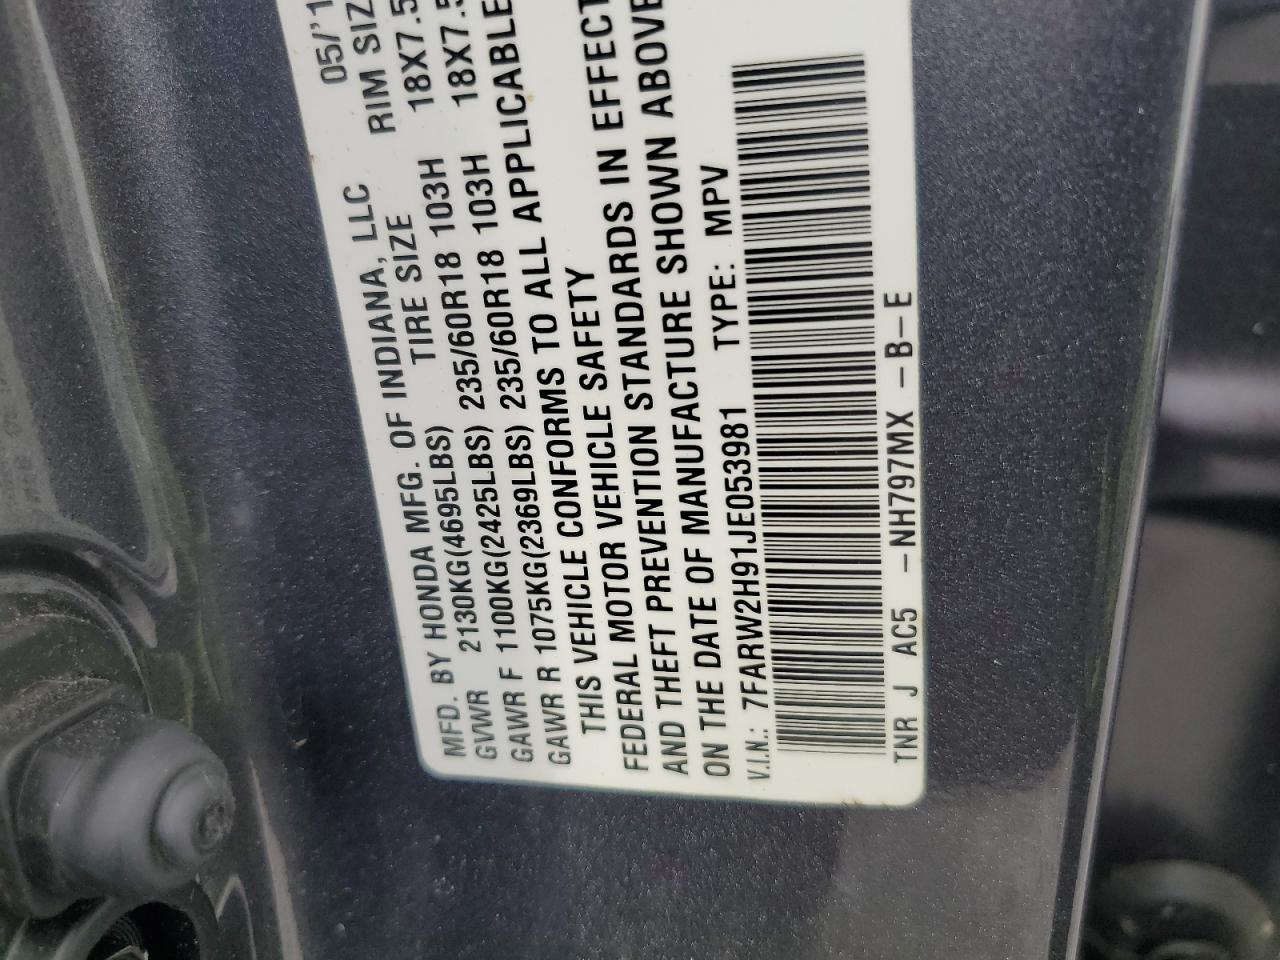 MFD. BY HONDA MFG. OF INDIANA, LLC 05/'1
GVWR 2130KG(4695LBS) TIRE SIZE RIM SIZ
GAWR F 1100KG(2425LBS) 235/60R18 103H 18X7.5
GAWR R 1075KG(2369LBS) 235/60R18 103H 18X7.5
THIS VEHICLE CONFORMS TO ALL APPLICABLE
FEDERAL MOTOR VEHICLE SAFETY
AND THEFT PREVENTION STANDARDS IN EFFECT
ON THE DATE OF MANUFACTURE SHOWN ABOVE
V.I.N.: 7FARW2H91JE053981 TYPE: MPV
TNR J AC5 -NH797MX -B-E